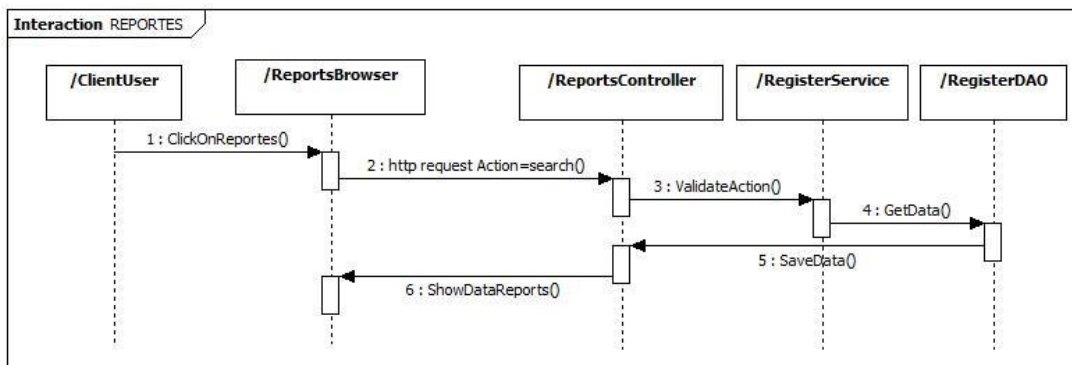 Interaction REPORTES
/ClientUser
/ReportsBrowser
/ReportsController
/RegisterService
/RegisterDAO
1 : ClickOnReportes()
2 : http request Action=search()
3 : ValidateAction()
4 : GetData()
5 : SaveData()
6 : ShowDataReports()